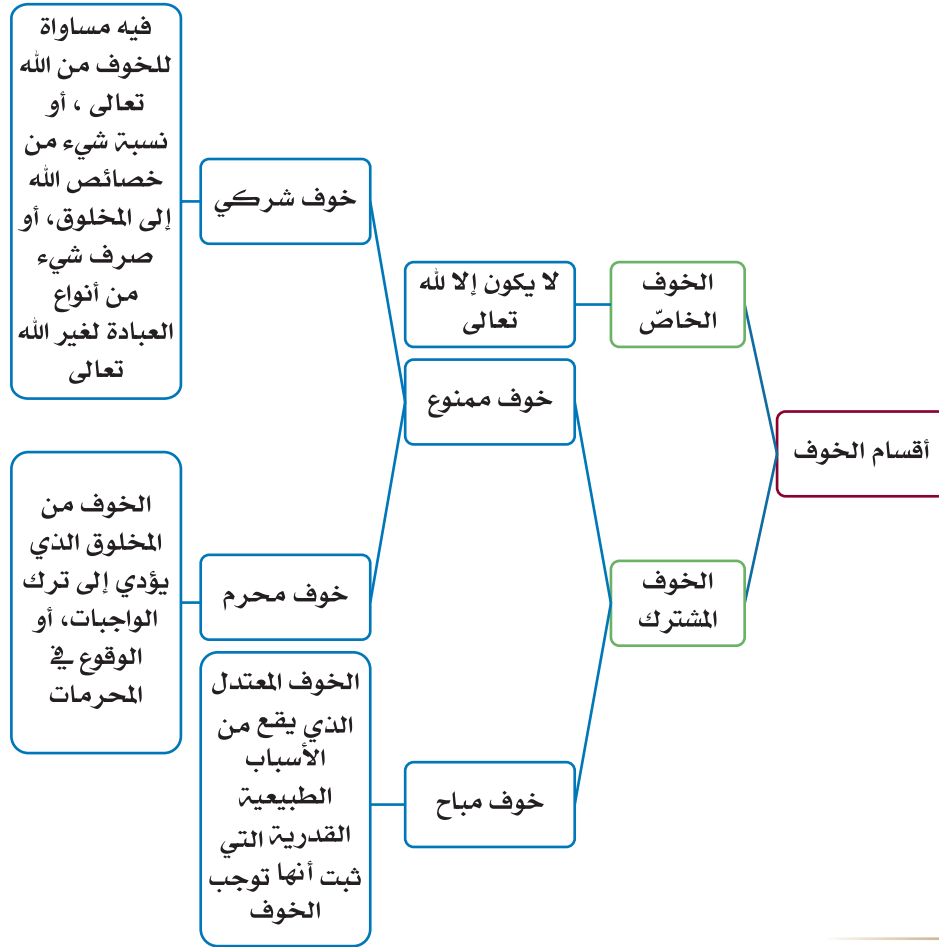 أقسام الخوف
الخوف
الخاصّ
لا يكون إلا لله
تعالى
الخوف
المشترك
خوف ممنوع
خوف شركي
فيه مساواة
للخوف من الله
تعالى ، أو
نسبة شيء من
خصائص الله
إلى المخلوق، أو
صرف شيء
من أنواع
العبادة لغير الله
تعالى
خوف محرم
الخوف من
المخلوق الذي
يؤدي إلى ترك
الواجبات، أو
الوقوع في
المحرمات
خوف مباح
الخوف المعتدل
الذي يقع من
الأسباب
الطبيعية
القدرية التي
ثبت أنها توجب
الخوف